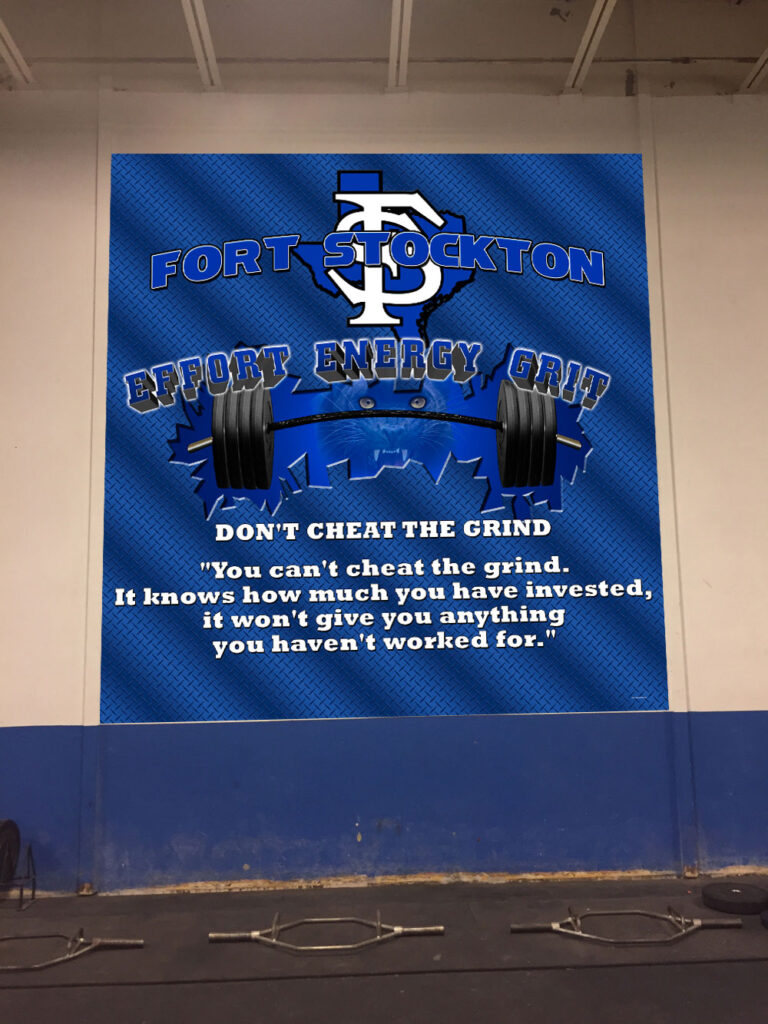 FS
FORT STOCKTON
EFFORT ENERGY GRIT
DON'T CHEAT THE GRIND
"You can't cheat the grind.
It knows how much you have invested,
it won't give you anything
you haven't worked for."